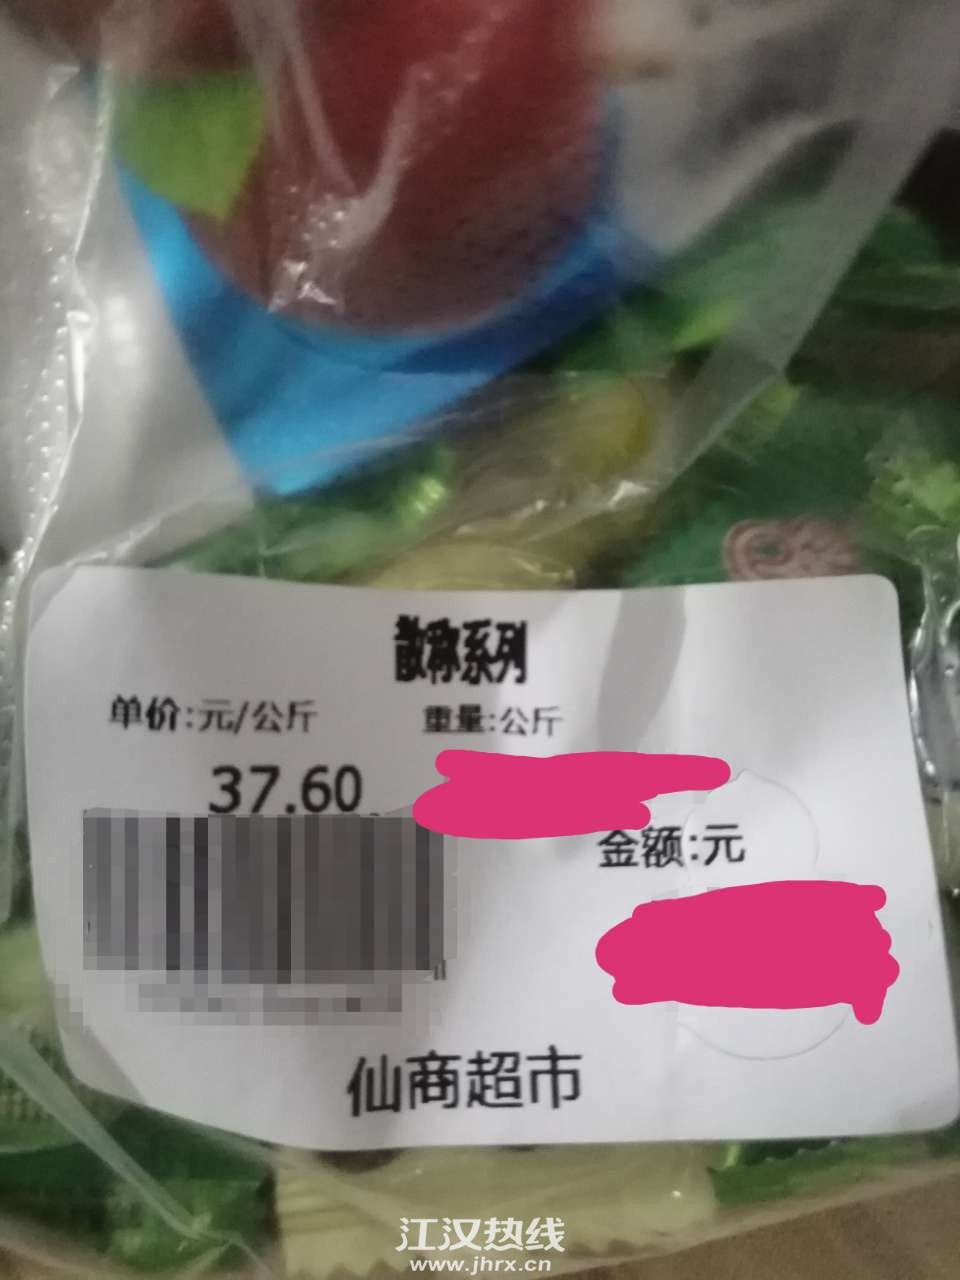 散称系列
单价:元/公斤 重量:公斤
37.60
金额:元
仙商超市
江汉热线
www.jhrx.cn